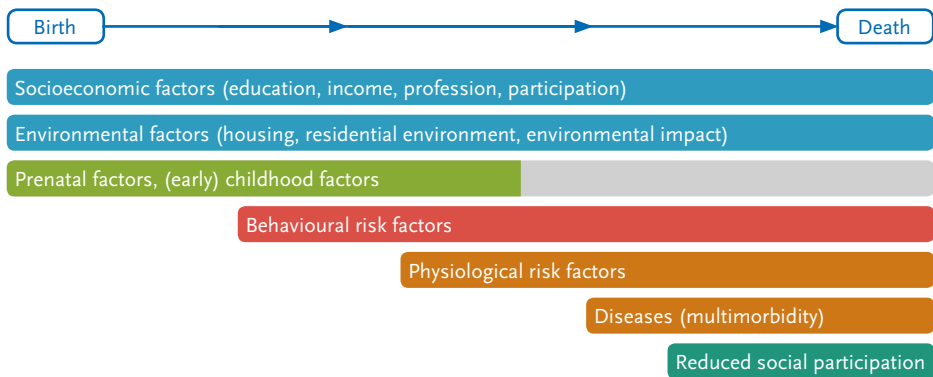 Birth
Death
Socioeconomic factors (education, income, profession, participation)
Environmental factors (housing, residential environment, environmental impact)
Prenatal factors, (early) childhood factors
Behavioural risk factors
Physiological risk factors
Diseases (multimorbidity)
Reduced social participation